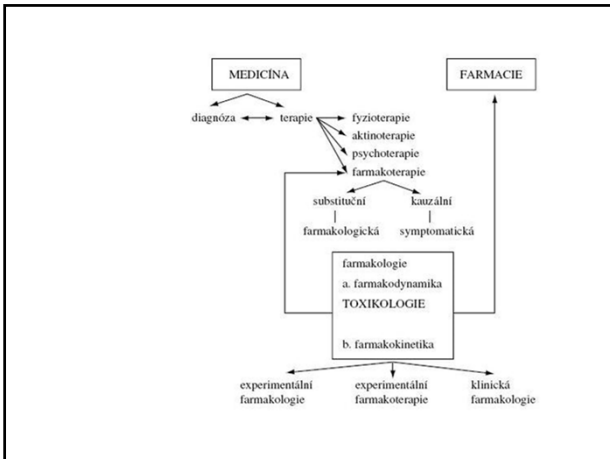 MEDICÍNA
FARMACIE
diagnóza
terapie
fyzioterapie
aktinoterapie
psychoterapie
farmakoterapie
substituční
kauzální
farmakologická
symptomatická
farmakologie
a. farmakodynamika
TOXIKOLOGIE
b. farmakokinetika
experimentální
farmakologie
experimentální
farmakoterapie
klinická
farmakologie